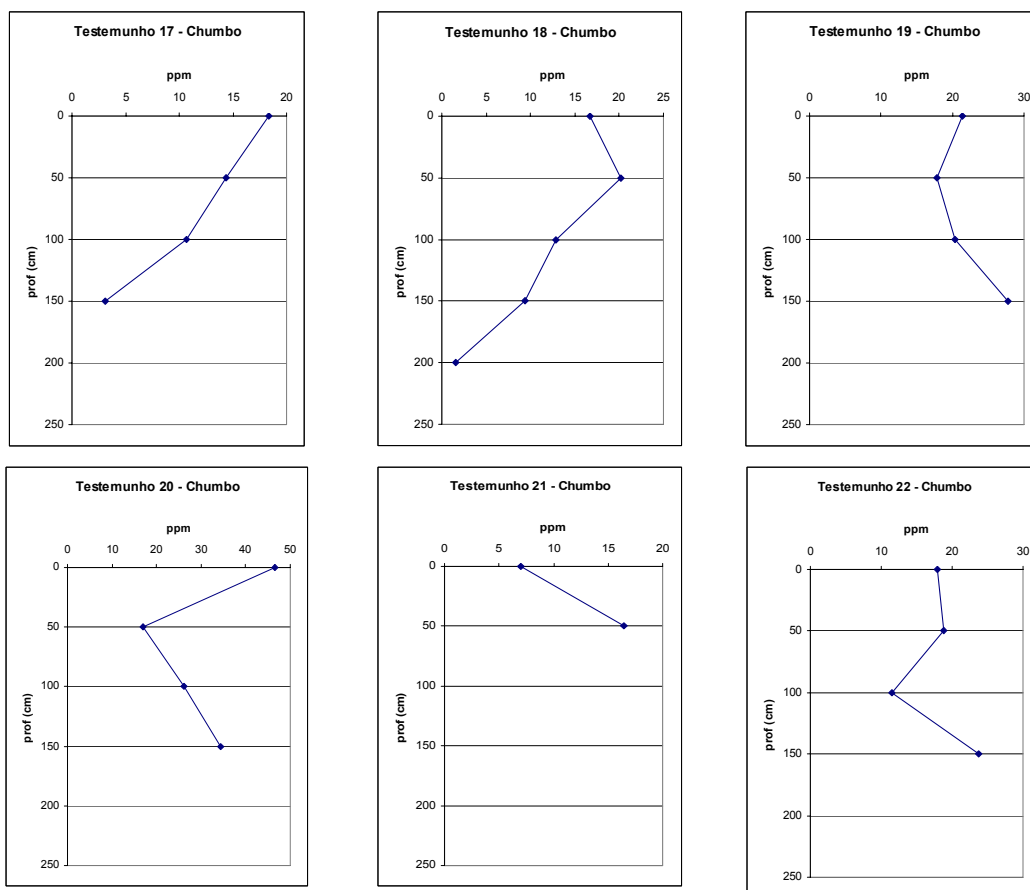 Testemunho 17 - Chumbo
ppm
0 5 10 15 20
0
50
100
150
200
250
prof (cm)
Testemunho 18 - Chumbo
ppm
0 5 10 15 20 25
0
50
100
150
200
250
prof (cm)
Testemunho 19 - Chumbo
ppm
0 10 20 30
0
50
100
150
200
250
prof (cm)
Testemunho 20 - Chumbo
ppm
0 10 20 30 40 50
0
50
100
150
200
250
prof (cm)
Testemunho 21 - Chumbo
ppm
0 5 10 15 20
0
50
100
150
200
250
prof (cm)
Testemunho 22 - Chumbo
ppm
0 10 20 30
0
50
100
150
200
250
prof (cm)